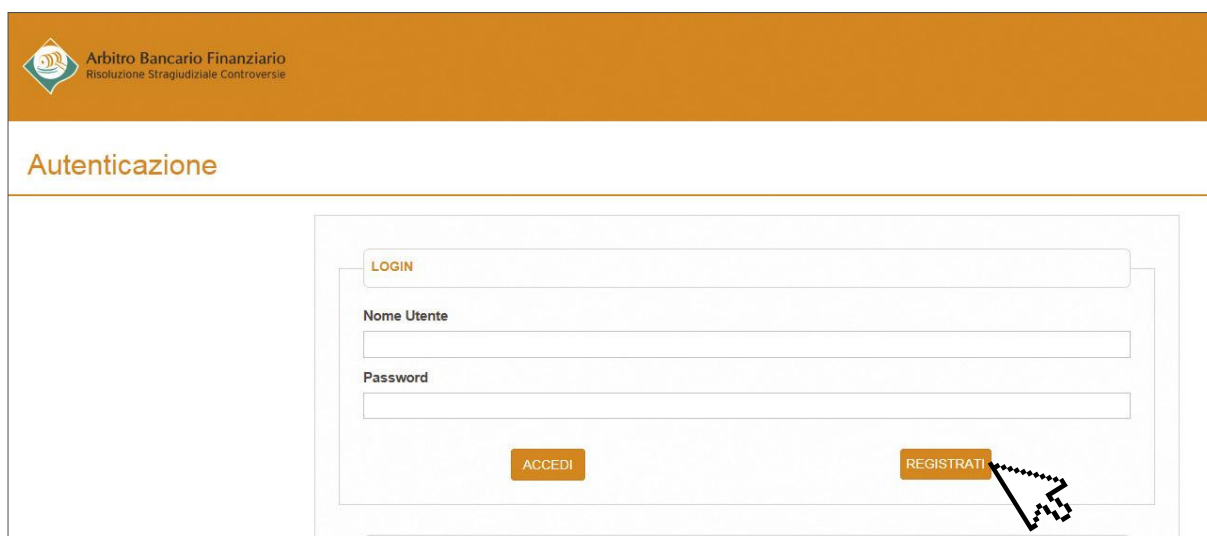 Arbitro Bancario Finanziario
Risoluzione Stragiudiziale Controversie
Autenticazione
LOGIN
Nome Utente
Password
ACCEDI
REGISTRATI